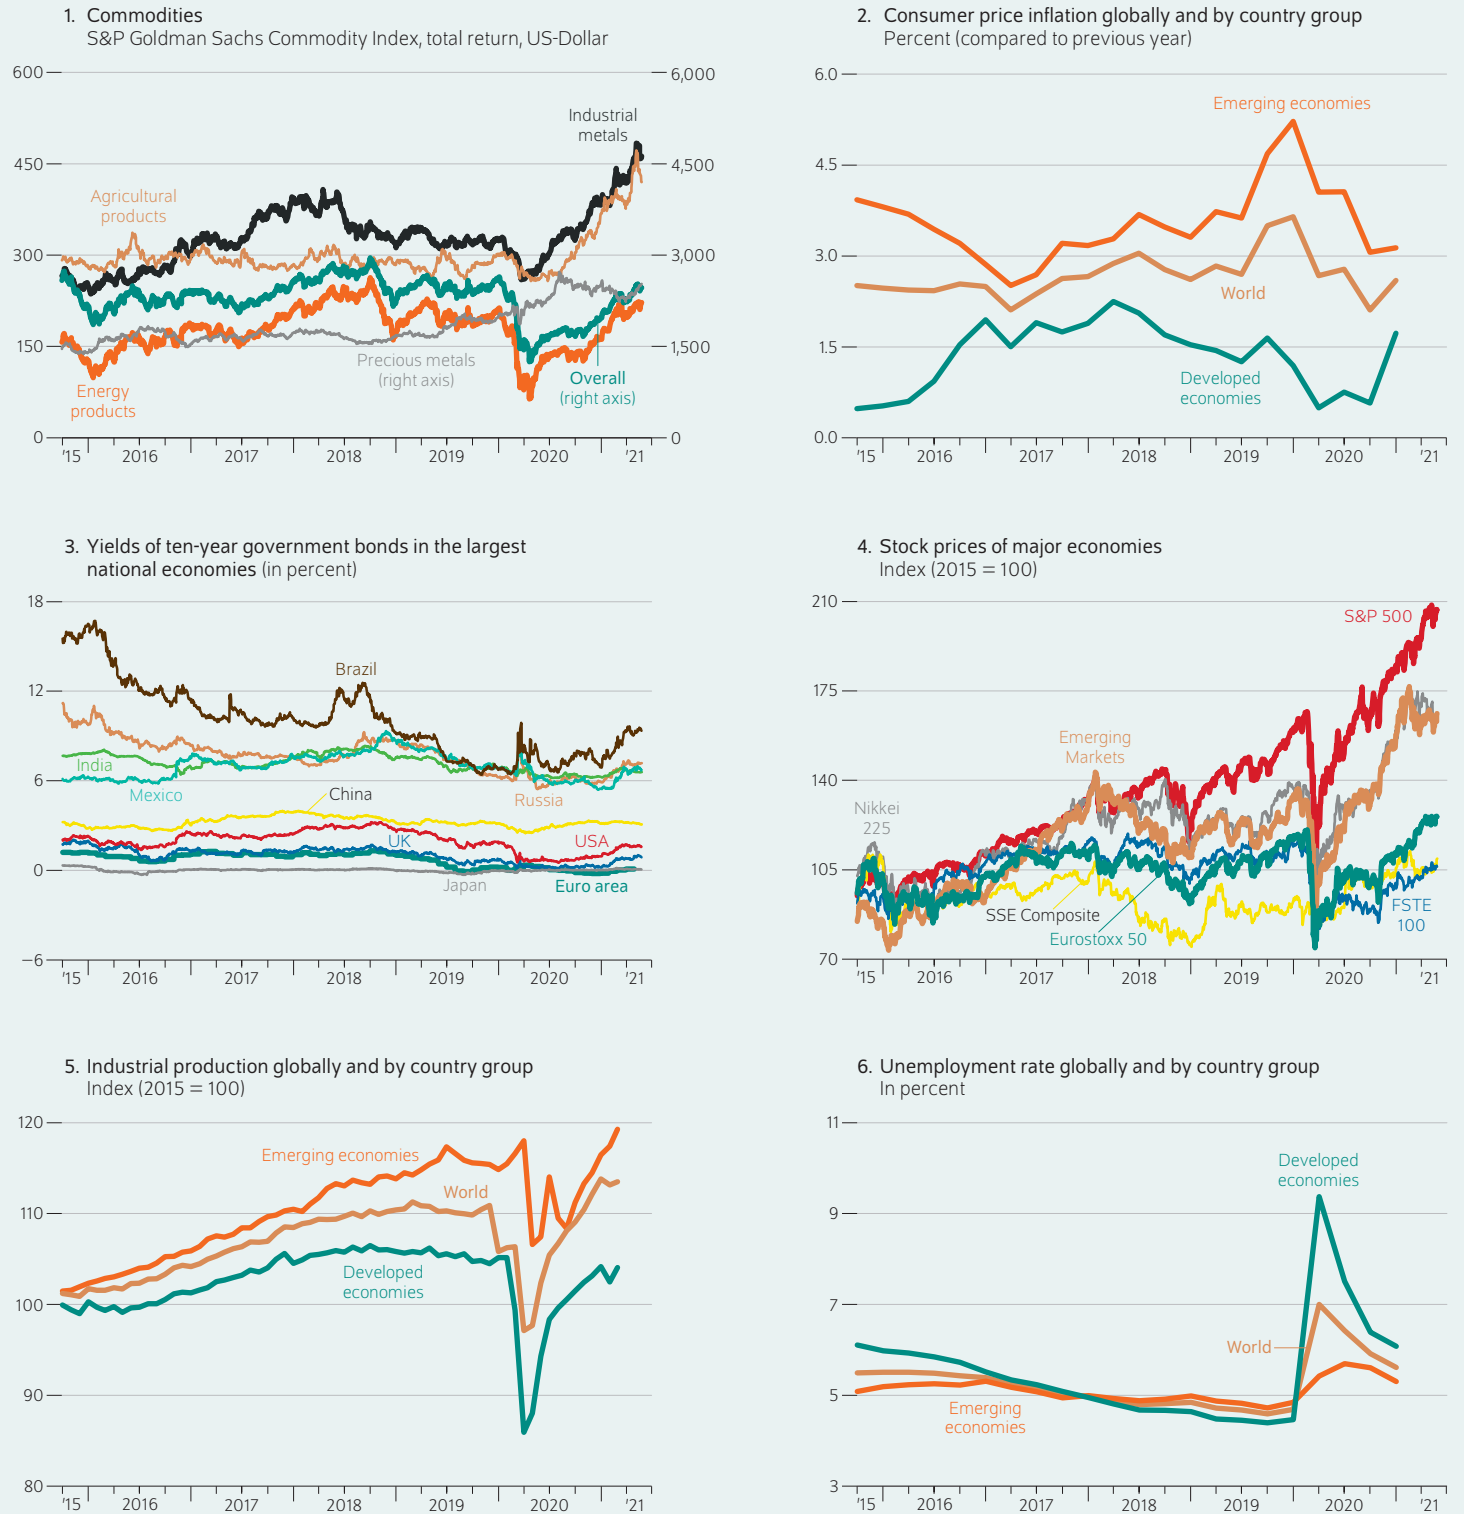 1. Commodities
S&P Goldman Sachs Commodity Index, total return, US-Dollar
600
6,000
Industrial
metals
450
4,500
Agricultural
products
300
3,000
150
1,500
Precious metals
(right axis)
Overall
(right axis)
Energy
products
0
0
'15 2016 2017 2018 2019 2020 '21
2. Consumer price inflation globally and by country group
Percent (compared to previous year)
6.0
Emerging economies
4.5
3.0
World
1.5
Developed
economies
0.0
'15 2016 2017 2018 2019 2020 '21
3. Yields of ten-year government bonds in the largest
national economies (in percent)
18
Brazil
12
India
6
Mexico
China
Russia
UK
USA
0
Japan
Euro area
−6
'15 2016 2017 2018 2019 2020 '21
4. Stock prices of major economies
Index (2015 = 100)
210
S&P 500
175
Emerging
Markets
140
Nikkei
225
105
SSE Composite
FSTE
100
Eurostoxx 50
70
'15 2016 2017 2018 2019 2020 '21
5. Industrial production globally and by country group
Index (2015 = 100)
120
Emerging economies
World
110
Developed
economies
100
90
80
'15 2016 2017 2018 2019 2020 '21
6. Unemployment rate globally and by country group
In percent
11
Developed
economies
9
7
World
5
Emerging
economies
3
'15 2016 2017 2018 2019 2020 '21